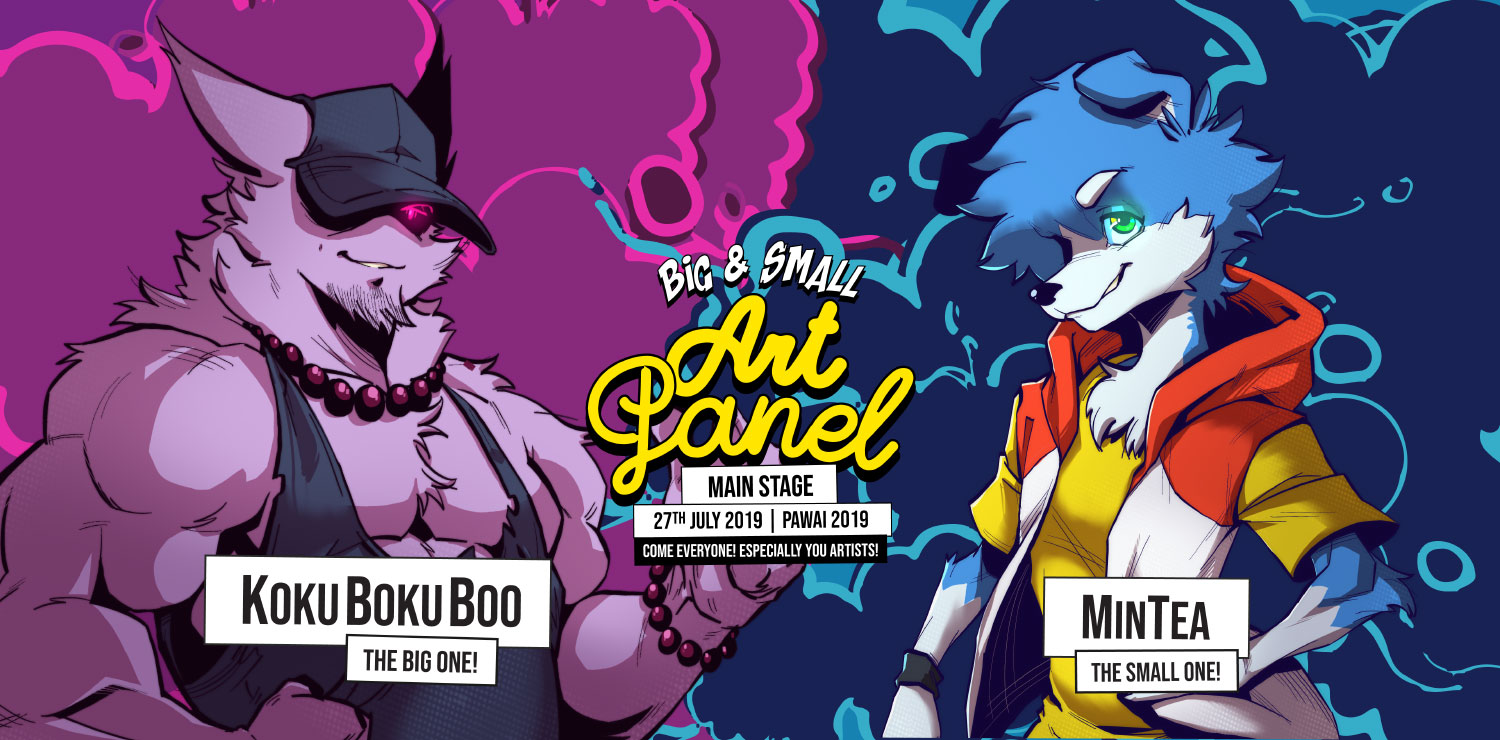 BiG & SMALL
Art
Panel
MAIN STAGE
27TH JULY 2019 | PAWAI 2019
COME EVERYONE! ESPECIALLY YOU ARTISTS!
KOKU BOKU BOO
THE BIG ONE!
MINTEA
THE SMALL ONE!